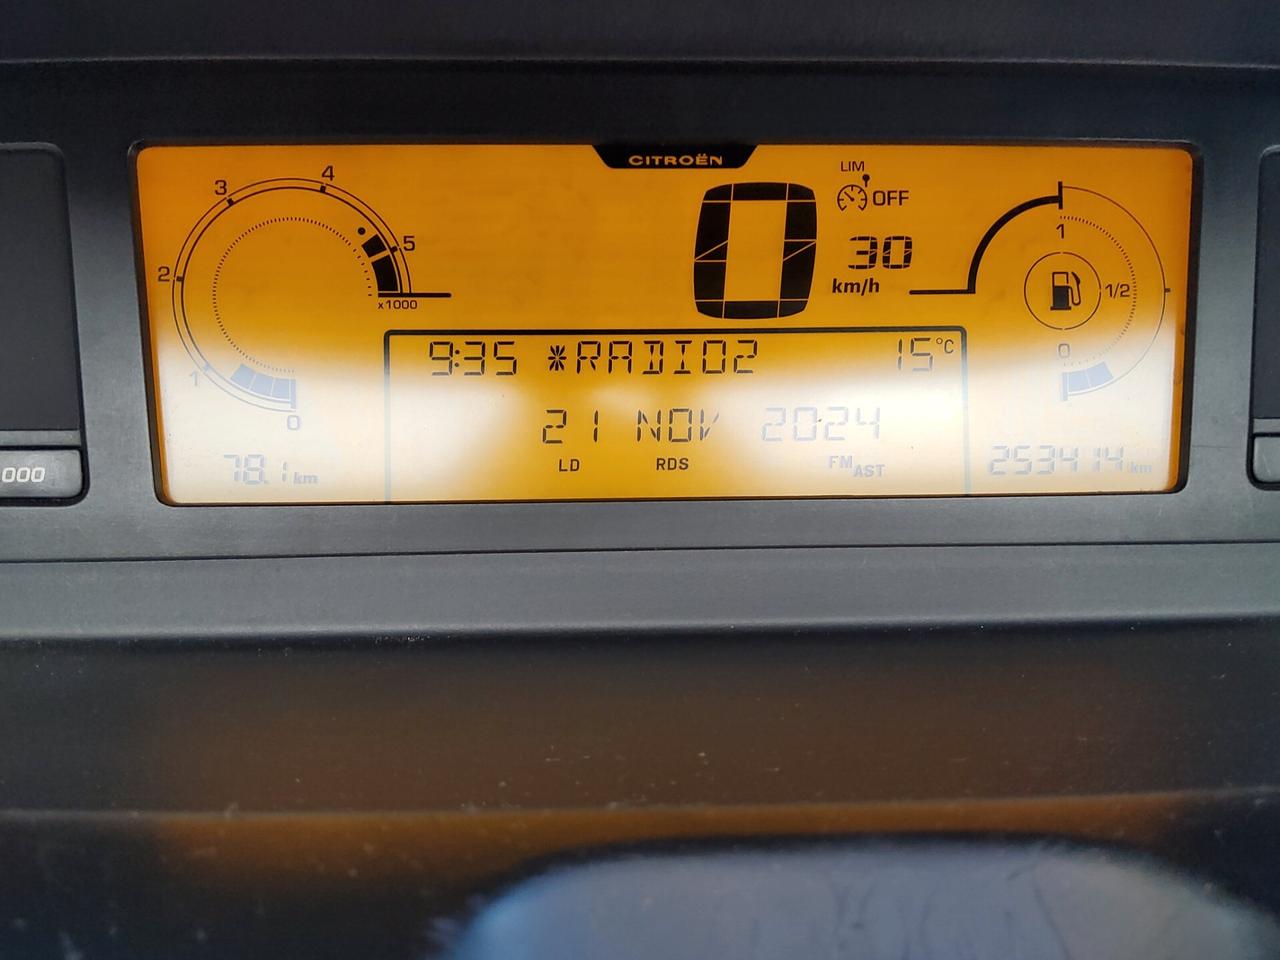 CITROËN
LIM
OFF
30
km/h
0
4
3
5
2
x1000
1
0
1
1/2
0
9:35 *RADIO2 15°C
21 NOV 2024
LD RDS FM AST
78.1 km
253414 km
000